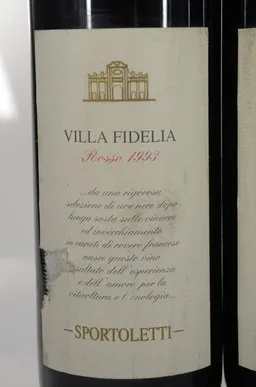 VILLA FIDELIA
Rosso 1993
...da una rigorosa
selezione di uve nere dopo
lunga sosta sulle vinacce
ed invecchiamento
in carati di rovere francese
nasce questo vino
risultato dell'esperienza
e dell'amore per la
viticoltura e l'enologia...
-SPORTOLETTI-